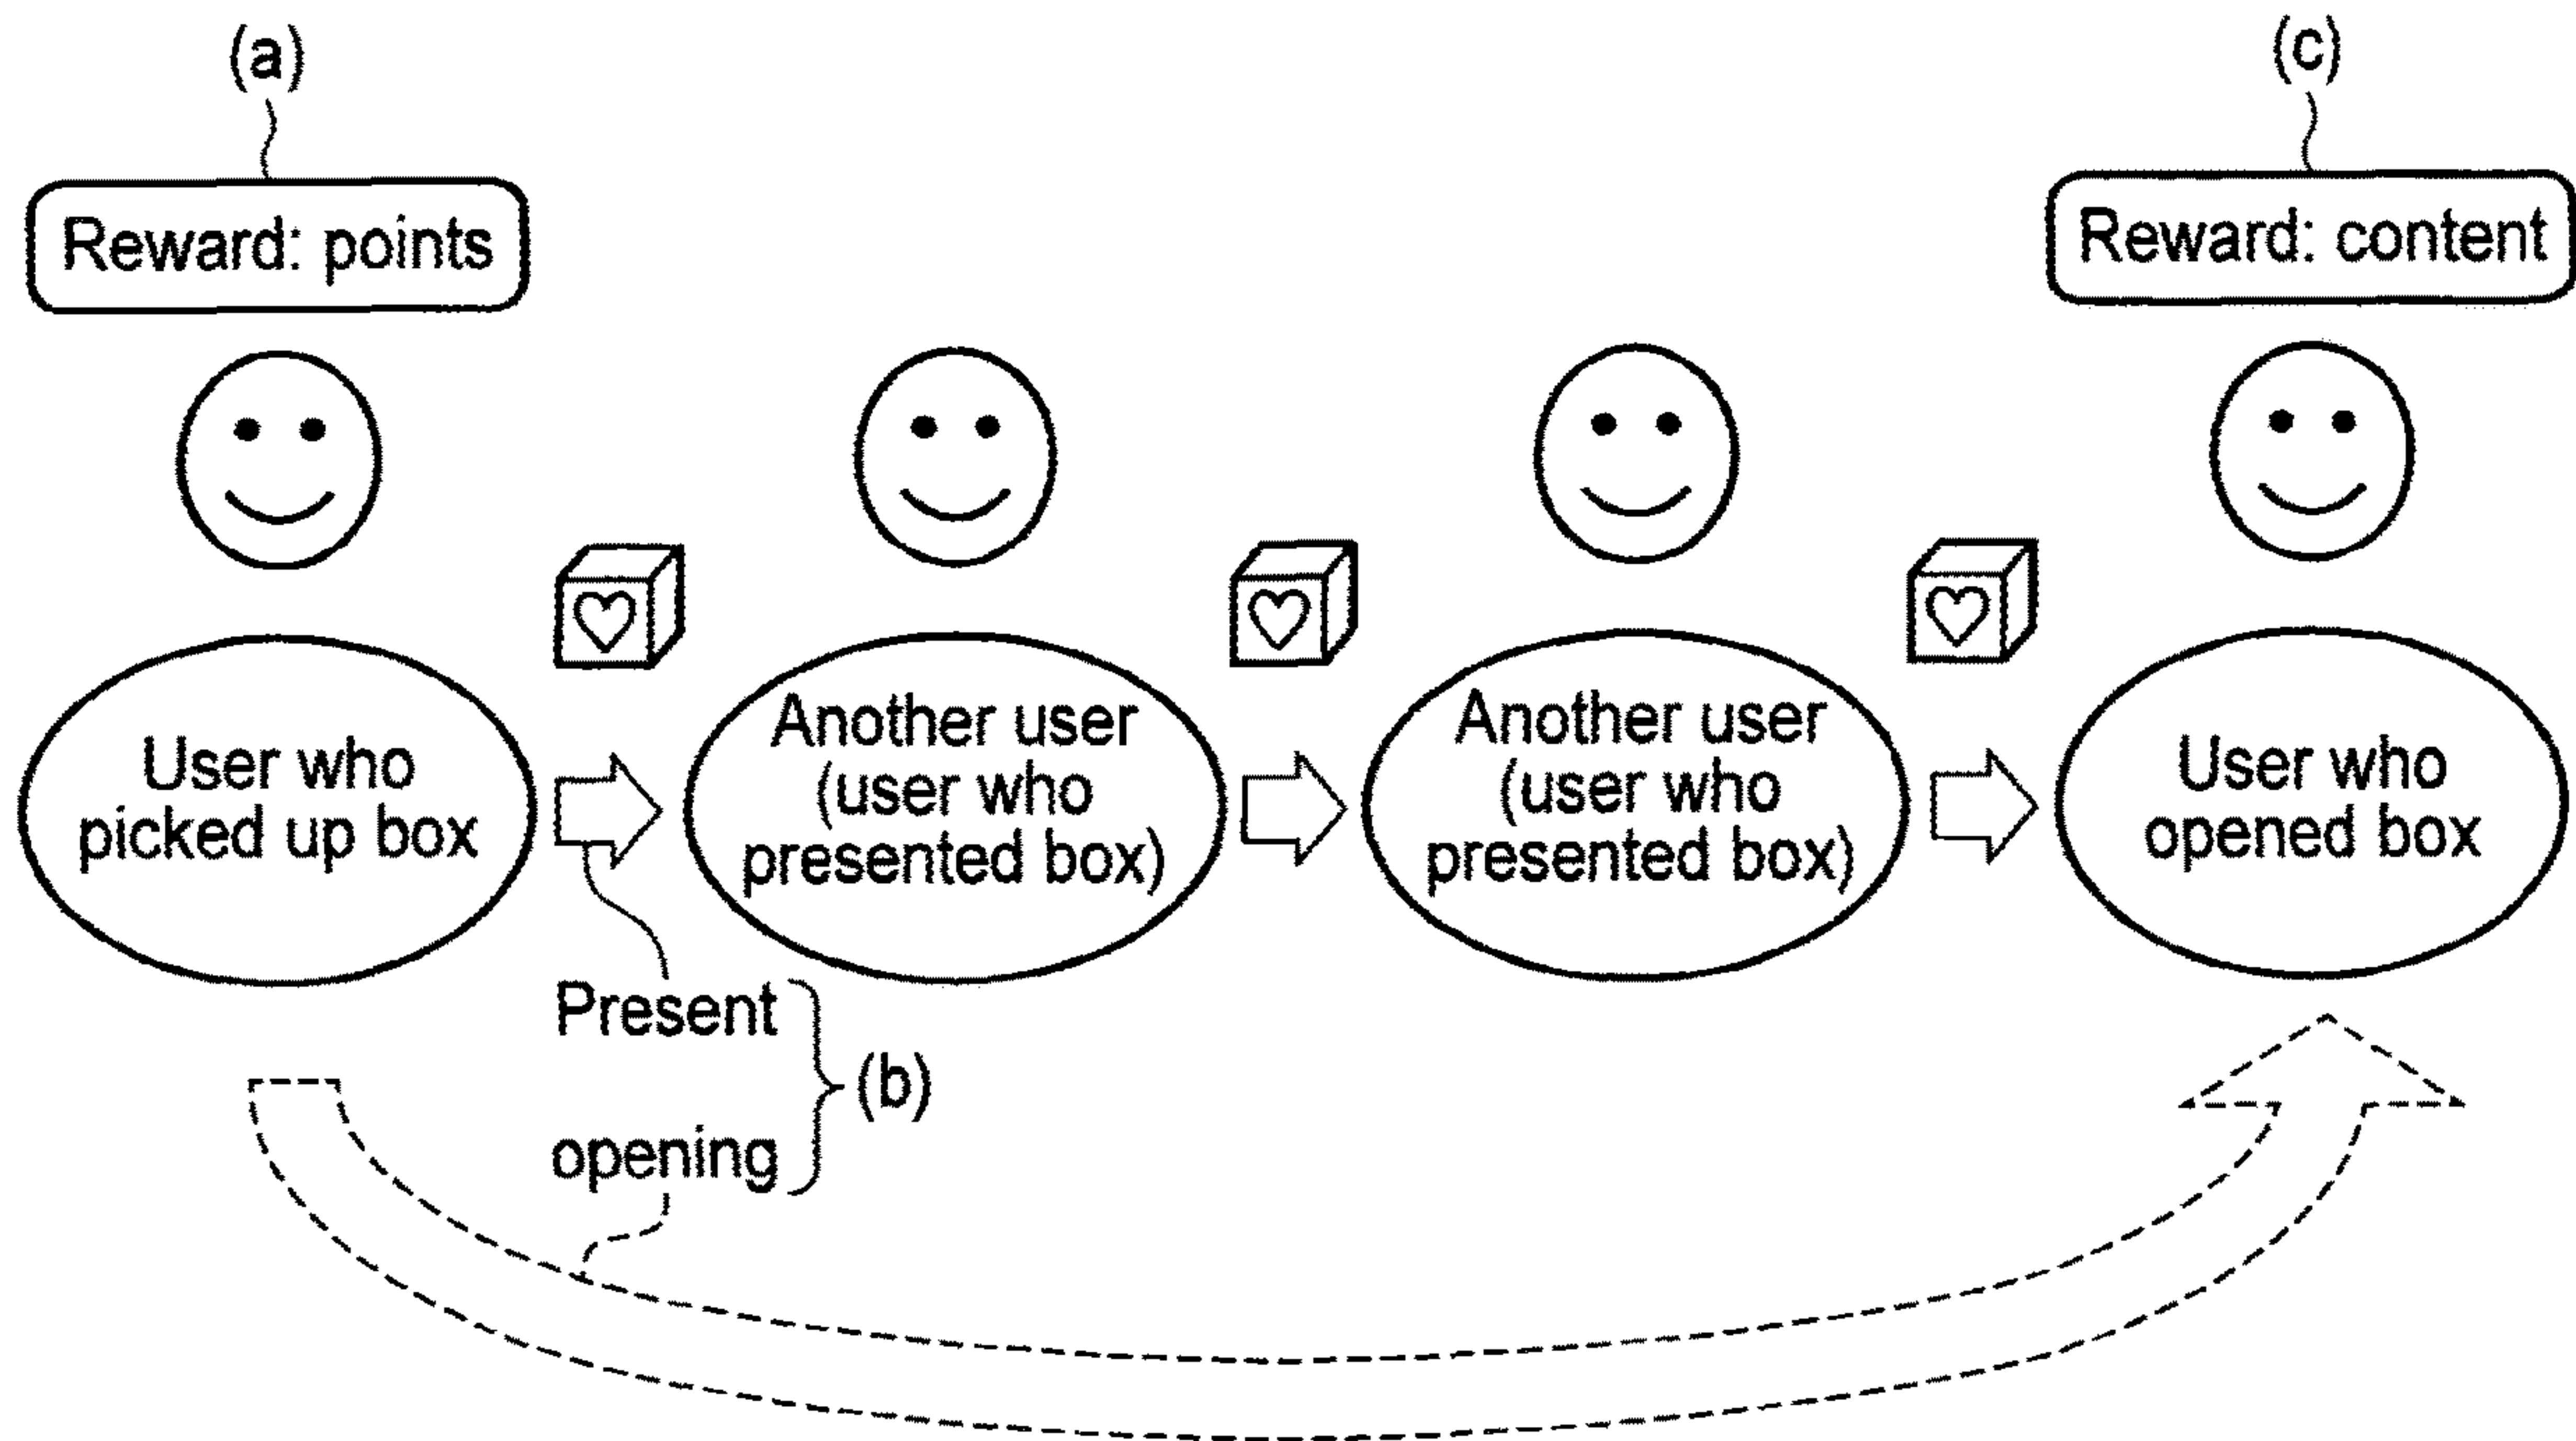 (a)
(c)
Reward: points
Reward: content
User who
picked up box
Another user
(user who
presented box)
Another user
(user who
presented box)
User who
opened box
Present
(b)
opening